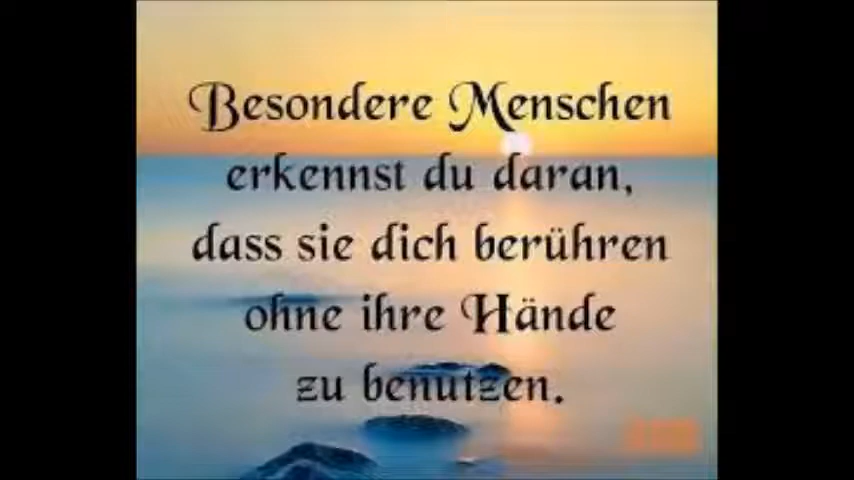 Besondere Menschen
erkennst du daran,
dass sie dich berühren
ohne ihre Hände
zu benutzen.